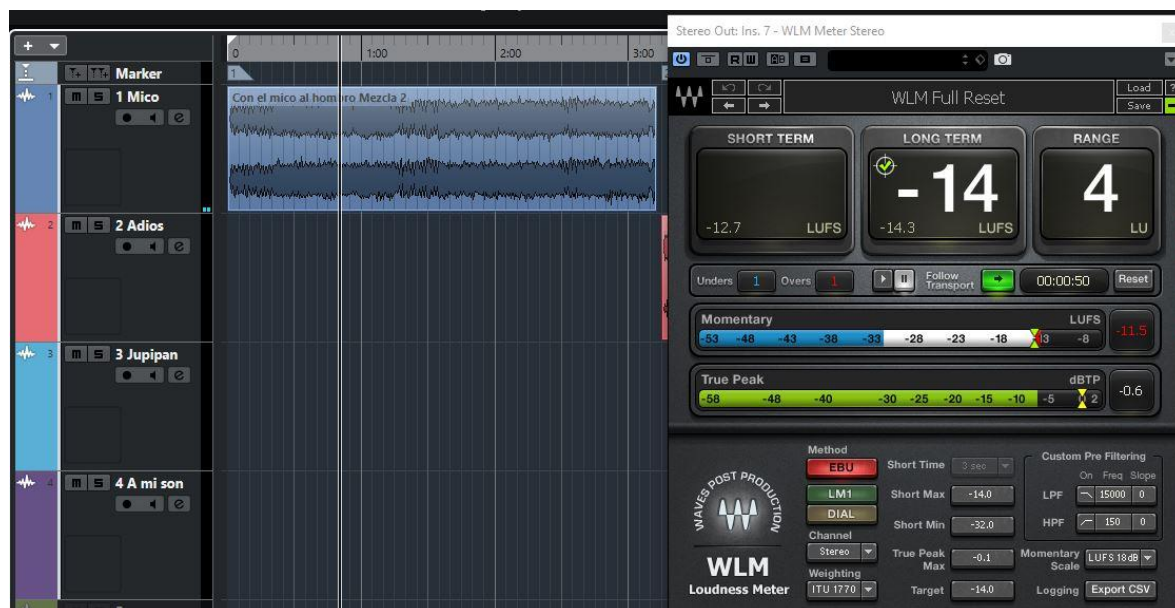 Stereo Out: Ins. 7 - WLM Meter Stereo
+
0 1:00 2:00 3:00
Marker
1
1 m S 1 Mico
e
Con el mico al hombro Mezcla 2
2 m S 2 Adios
e
3 m S 3 Jupipan
e
4 m S 4 A mi son
e
R W
WLM Full Reset
Load ?
Save
SHORT TERM LONG TERM RANGE
-14 4
-12.7 LUFS -14.3 LUFS LU
Unders 1 Overs 1 Follow Transport 00:00:50 Reset
Momentary LUFS
-53 -48 -43 -38 -33 -28 -23 -18 -8 -11.5
True Peak dBTP
-58 -48 -40 -30 -25 -20 -15 -10 -5 2 -0.6
WAVES POST PRODUCTION
WLM
Loudness Meter
Method
EBU
LM1
DIAL
Channel
Stereo
Weighting
ITU 1770
Short Time 3 sec
Short Max -14.0
Short Min -32.0
True Peak Max -0.1
Target -14.0
Custom Pre Filtering
On Freq Slope
LPF 15000 0
HPF 150 0
Momentary Scale LUFS 18dB
Logging Export CSV